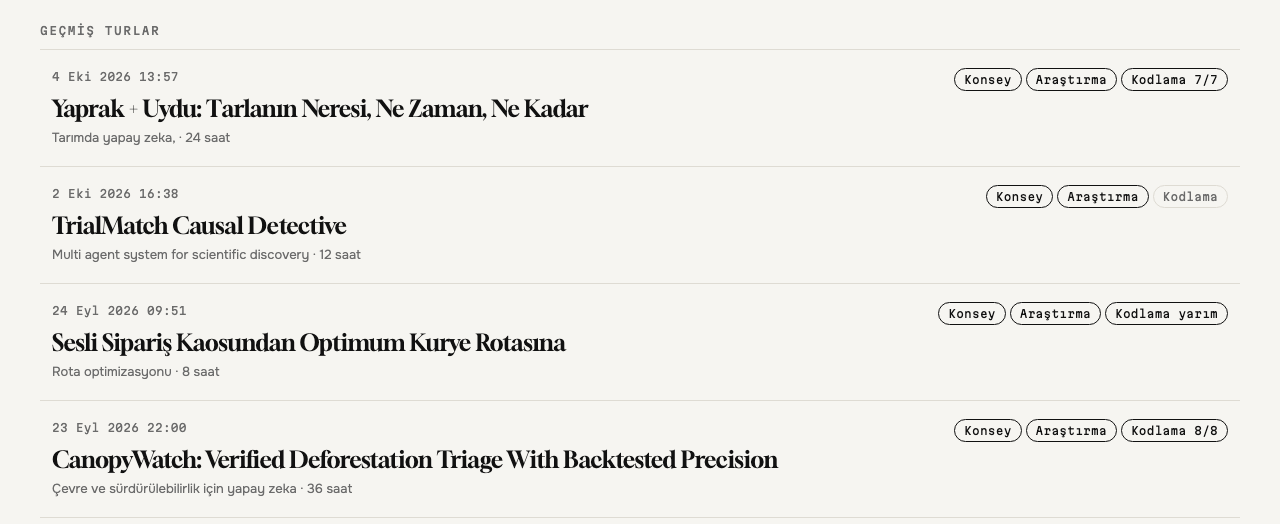 GEÇMİŞ TURLAR
4 Eki 2026 13:57
Konsey Araştırma Kodlama 7/7
Yaprak + Uydu: Tarlanın Neresi, Ne Zaman, Ne Kadar
Tarımda yapay zeka, · 24 saat
2 Eki 2026 16:38
Konsey Araştırma Kodlama
TrialMatch Causal Detective
Multi agent system for scientific discovery · 12 saat
24 Eyl 2026 09:51
Konsey Araştırma Kodlama yarım
Sesli Sipariş Kaosundan Optimum Kurye Rotasına
Rota optimizasyonu · 8 saat
23 Eyl 2026 22:00
Konsey Araştırma Kodlama 8/8
CanopyWatch: Verified Deforestation Triage With Backtested Precision
Çevre ve sürdürülebilirlik için yapay zeka · 36 saat